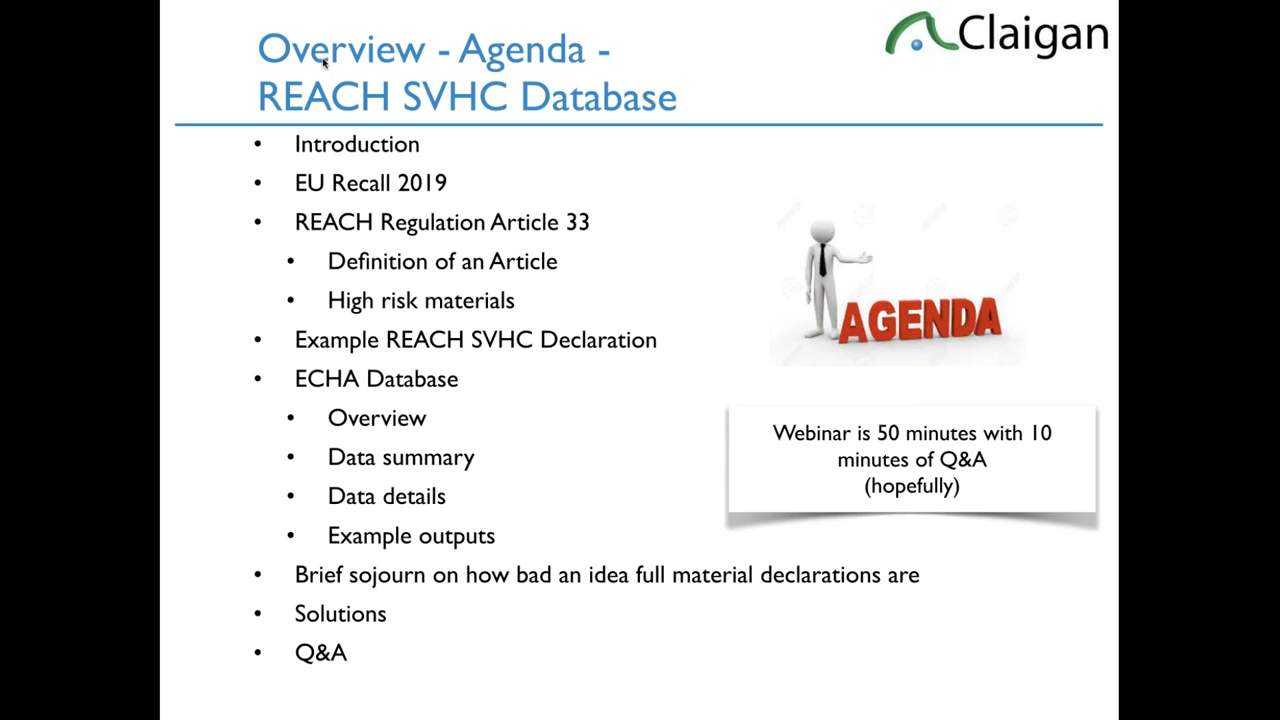 Overview - Agenda -
REACH SVHC Database
Claigan
• Introduction
• EU Recall 2019
• REACH Regulation Article 33
• Definition of an Article
• High risk materials
• Example REACH SVHC Declaration
• ECHA Database
• Overview
• Data summary
• Data details
• Example outputs
• Brief sojourn on how bad an idea full material declarations are
• Solutions
• Q&A
AGENDA
Webinar is 50 minutes with 10
minutes of Q&A
(hopefully)